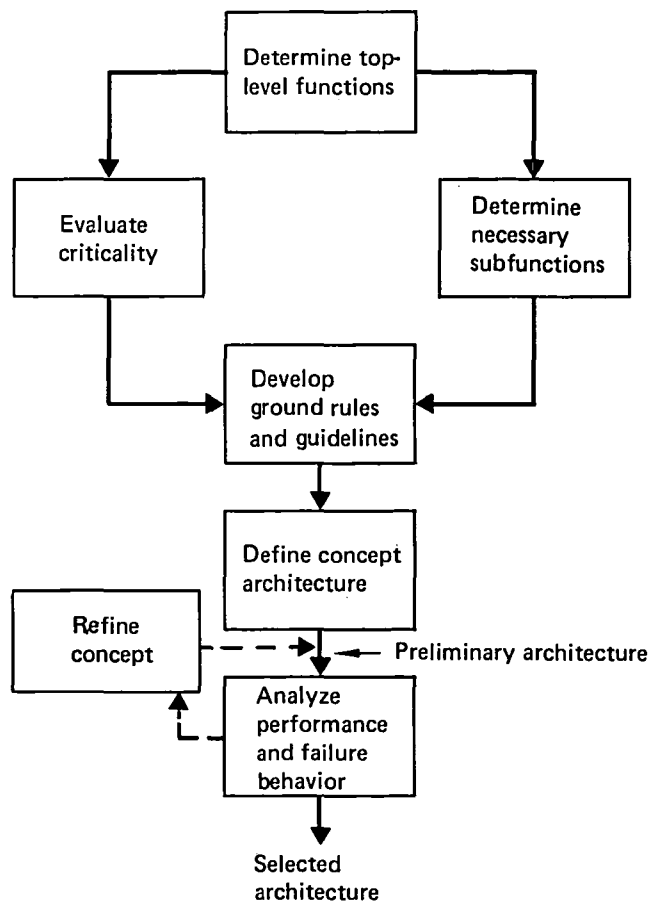 Determine top-
level functions
Evaluate
criticality
Determine
necessary
subfunctions
Develop
ground rules
and guidelines
Define concept
architecture
Refine
concept
Preliminary architecture
Analyze
performance
and failure
behavior
Selected
architecture